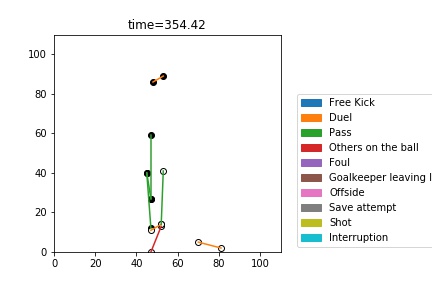 time=354.42
100
80
60
40
20
0
0 20 40 60 80 100
Free Kick
Duel
Pass
Others on the ball
Foul
Goalkeeper leaving l
Offside
Save attempt
Shot
Interruption